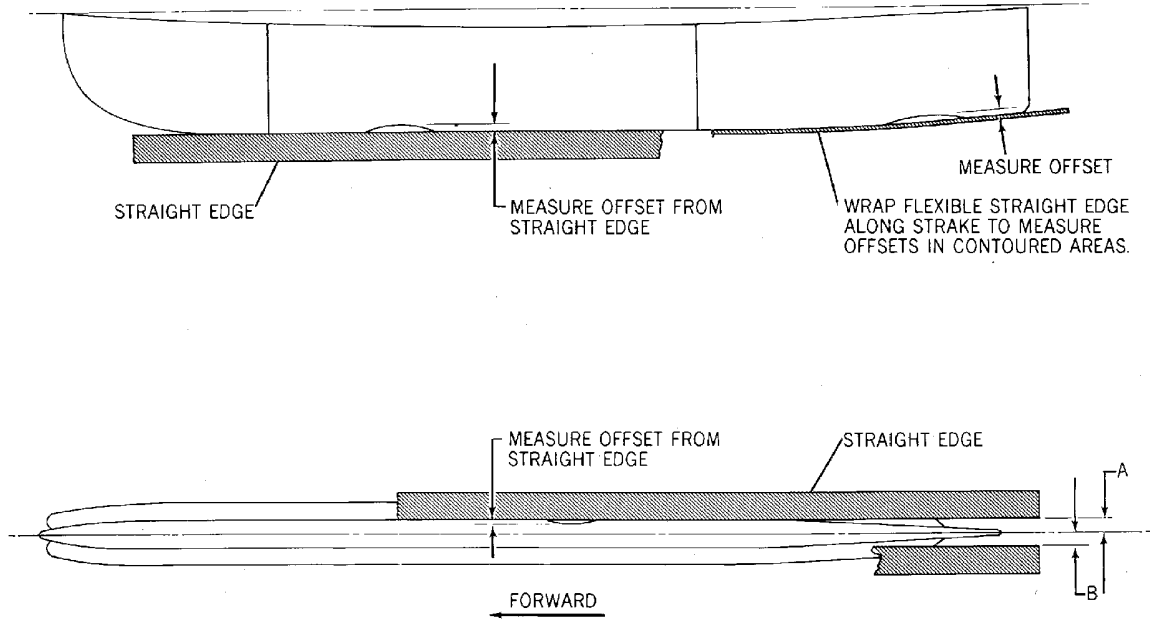 MEASURE OFFSET
STRAIGHT EDGE
MEASURE OFFSET FROM
STRAIGHT EDGE
WRAP FLEXIBLE STRAIGHT EDGE
ALONG STRAKE TO MEASURE
OFFSETS IN CONTOURED AREAS.
MEASURE OFFSET FROM
STRAIGHT EDGE
STRAIGHT EDGE
A
B
FORWARD